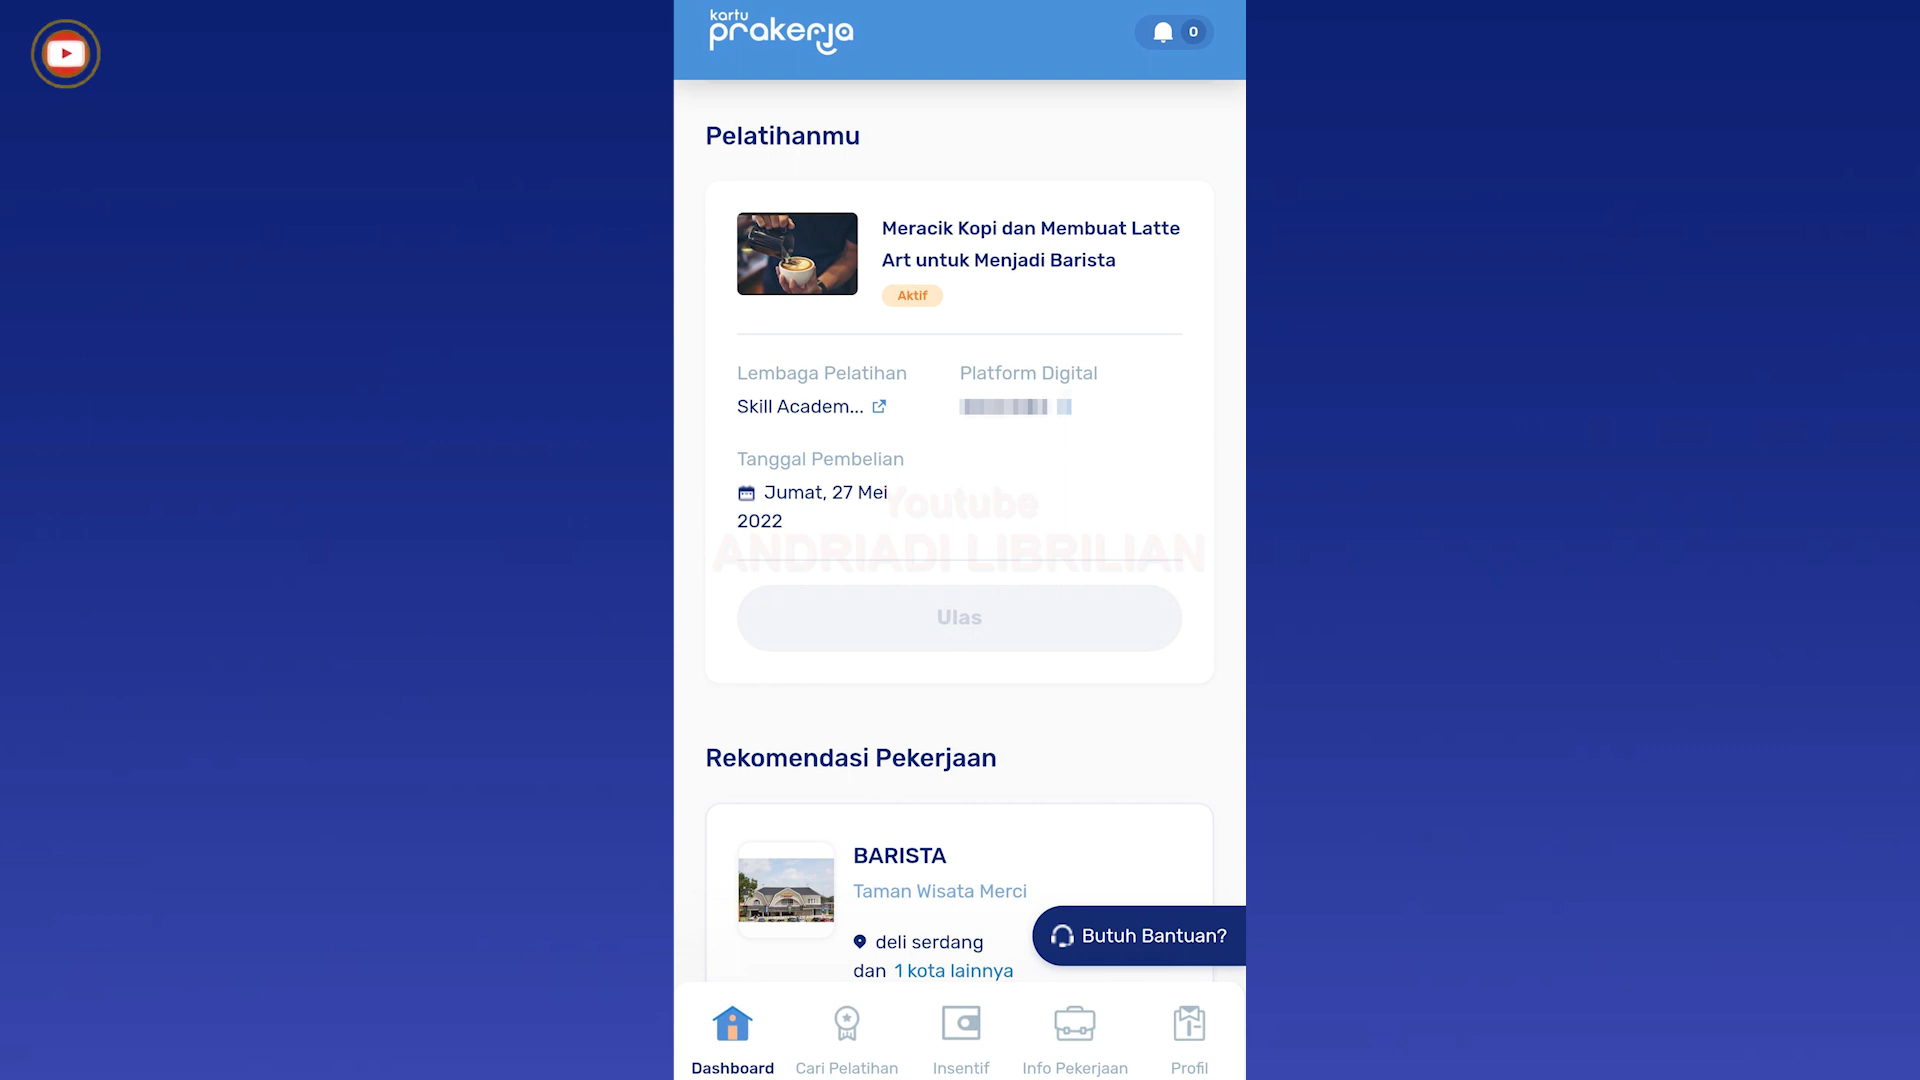 kartu
prakerja
0
Pelatihanmu
Meracik Kopi dan Membuat Latte
Art untuk Menjadi Barista
Aktif
Lembaga Pelatihan
Skill Academ...
Platform Digital
Tanggal Pembelian
Jumat, 27 Mei
2022
Youtube
ANDRIADI LIBRILIAN
Ulas
Rekomendasi Pekerjaan
BARISTA
Taman Wisata Merci
deli serdang
dan 1 kota lainnya
Butuh Bantuan?
Dashboard
Cari Pelatihan
Insentif
Info Pekerjaan
Profil